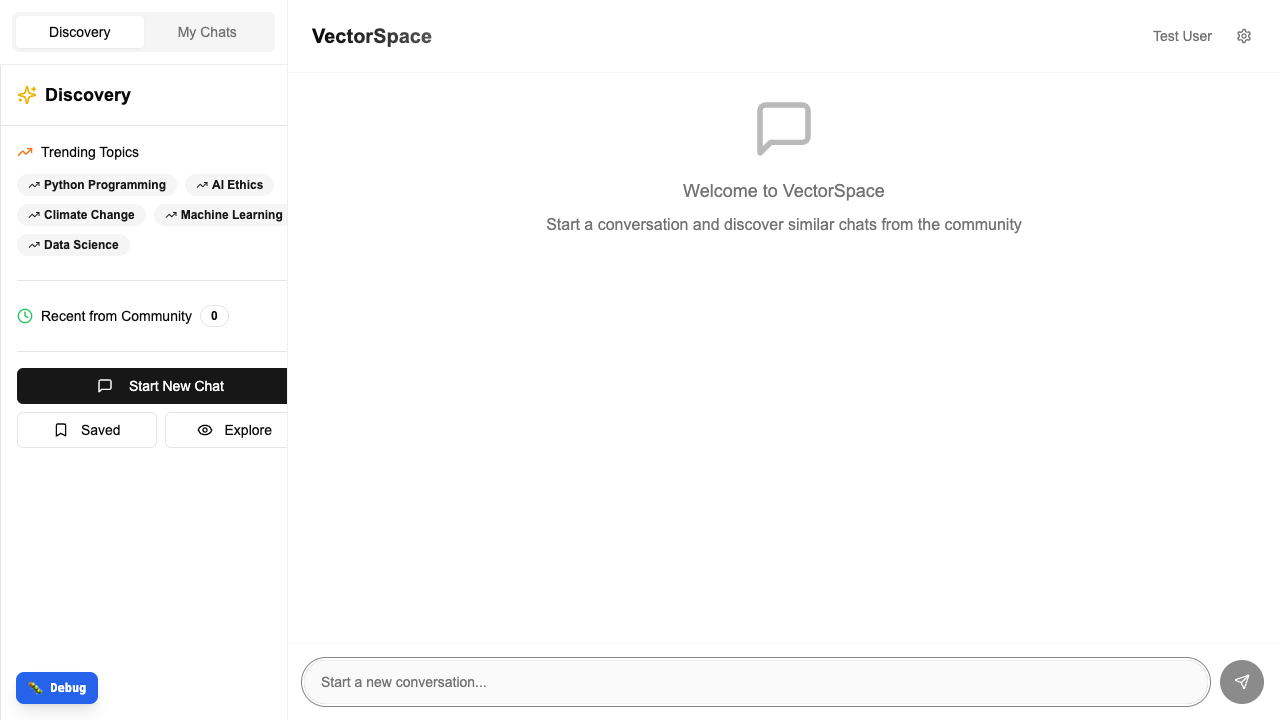 Discovery
My Chats
VectorSpace
Test User
Discovery
Trending Topics
Python Programming
AI Ethics
Climate Change
Machine Learning
Data Science
Recent from Community 0
Start New Chat
Saved
Explore
Welcome to VectorSpace
Start a conversation and discover similar chats from the community
Debug
Start a new conversation...